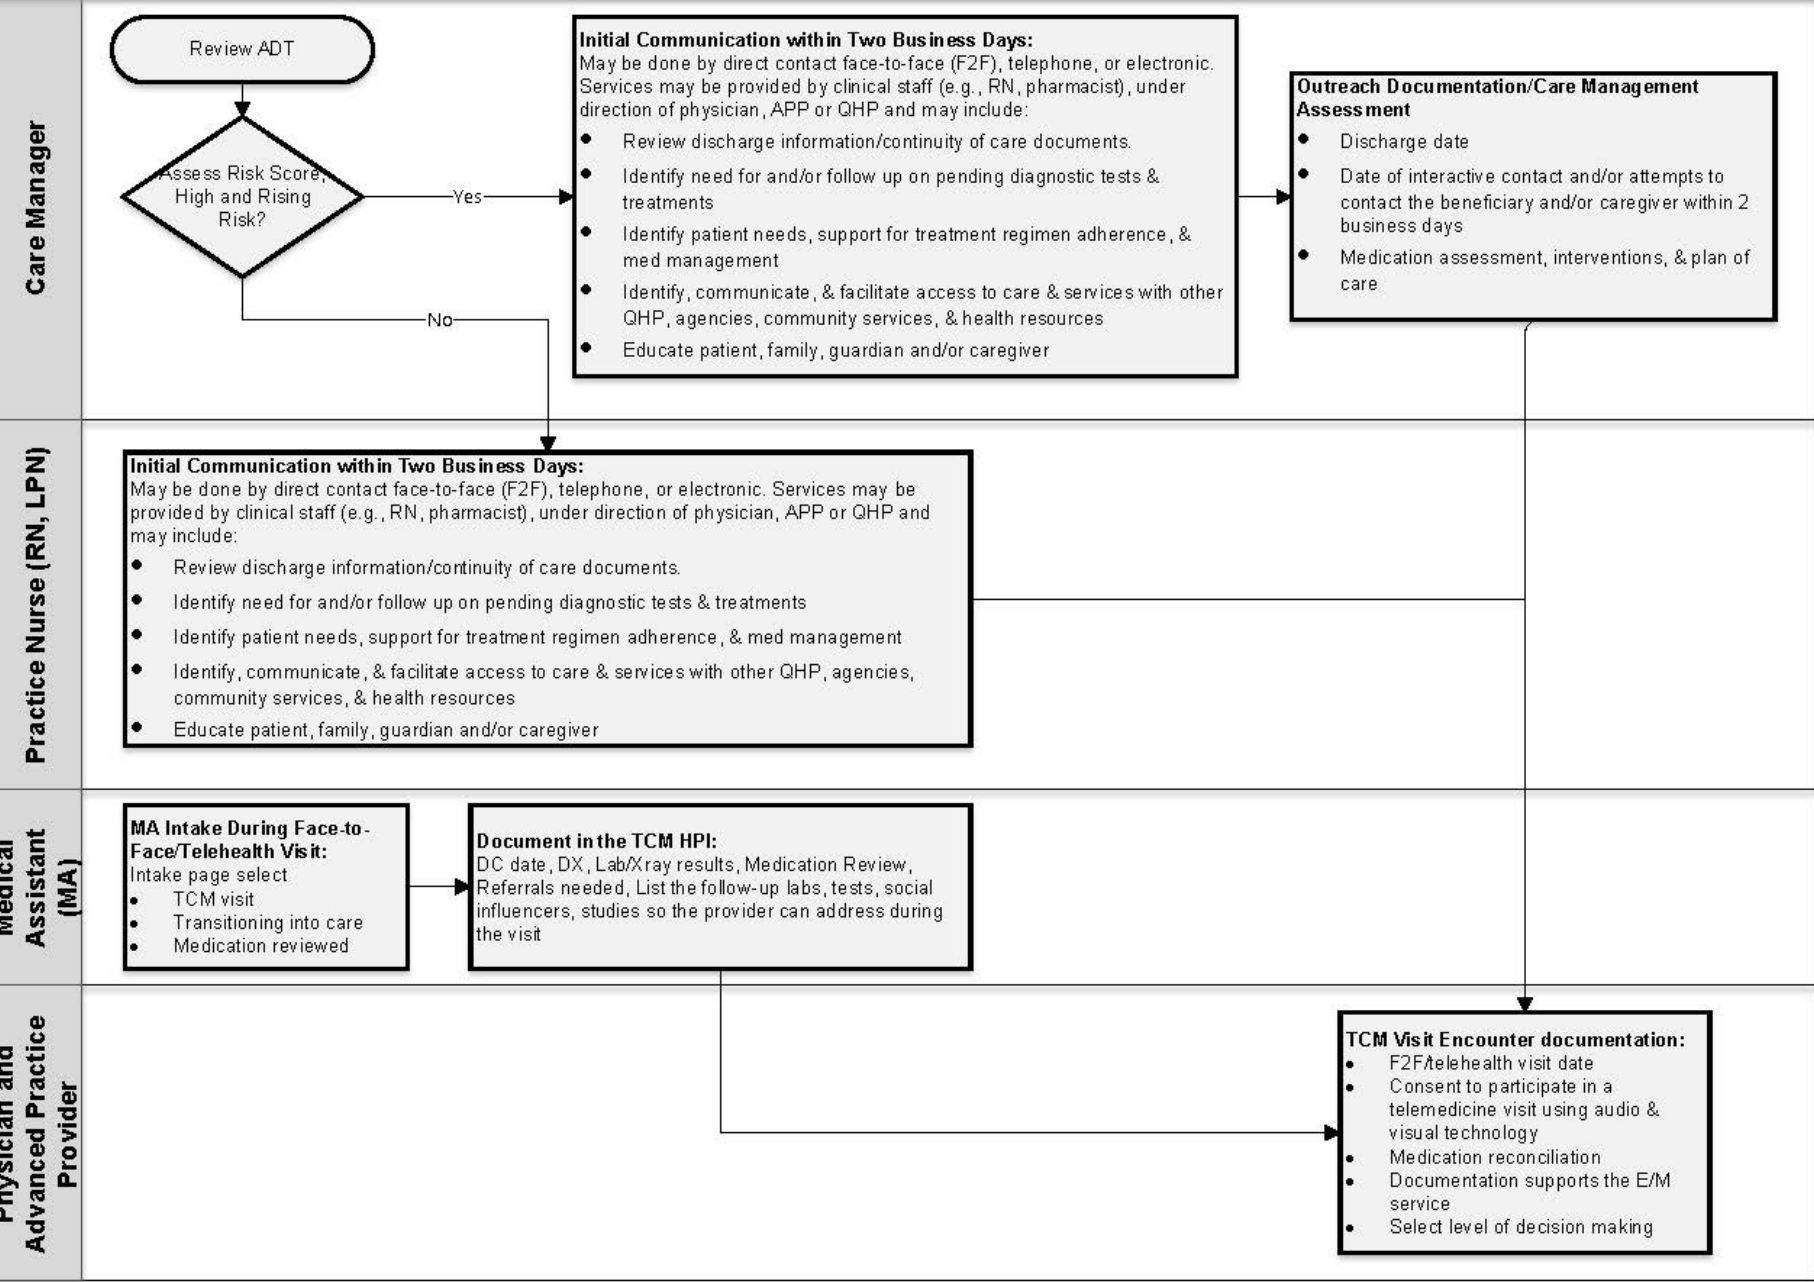 Care Manager
Review ADT
Assess Risk Score,
High and Rising
Risk?
Yes
No
Initial Communication within Two Business Days:
May be done by direct contact face-to-face (F2F), telephone, or electronic.
Services may be provided by clinical staff (e.g., RN, pharmacist), under
direction of physician, APP or QHP and may include:
● Review discharge information/continuity of care documents.
● Identify need for and/or follow up on pending diagnostic tests &
treatments
● Identify patient needs, support for treatment regimen adherence, &
med management
● Identify, communicate, & facilitate access to care & services with other
QHP, agencies, community services, & health resources
● Educate patient, family, guardian and/or caregiver
Outreach Documentation/Care Management
Assessment
● Discharge date
● Date of interactive contact and/or attempts to
contact the beneficiary and/or caregiver within 2
business days
● Medication assessment, interventions, & plan of
care
Practice Nurse (RN, LPN)
Initial Communication within Two Business Days:
May be done by direct contact face-to-face (F2F), telephone, or electronic. Services may be
provided by clinical staff (e.g., RN, pharmacist), under direction of physician, APP or QHP and
may include:
● Review discharge information/continuity of care documents.
● Identify need for and/or follow up on pending diagnostic tests & treatments
● Identify patient needs, support for treatment regimen adherence, & med management
● Identify, communicate, & facilitate access to care & services with other QHP, agencies,
community services, & health resources
● Educate patient, family, guardian and/or caregiver
Medical
Assistant
(MA)
MA Intake During Face-to-
Face/Telehealth Visit:
Intake page select
● TCM visit
● Transitioning into care
● Medication reviewed
Document in the TCM HPI:
DC date, DX, Lab/Xray results, Medication Review,
Referrals needed, List the follow-up labs, tests, social
influencers, studies so the provider can address during
the visit
Physician and
Advanced Practice
Provider
TCM Visit Encounter documentation:
● F2F/telehealth visit date
● Consent to participate in a
telemedicine visit using audio &
visual technology
● Medication reconciliation
● Documentation supports the E/M
service
● Select level of decision making